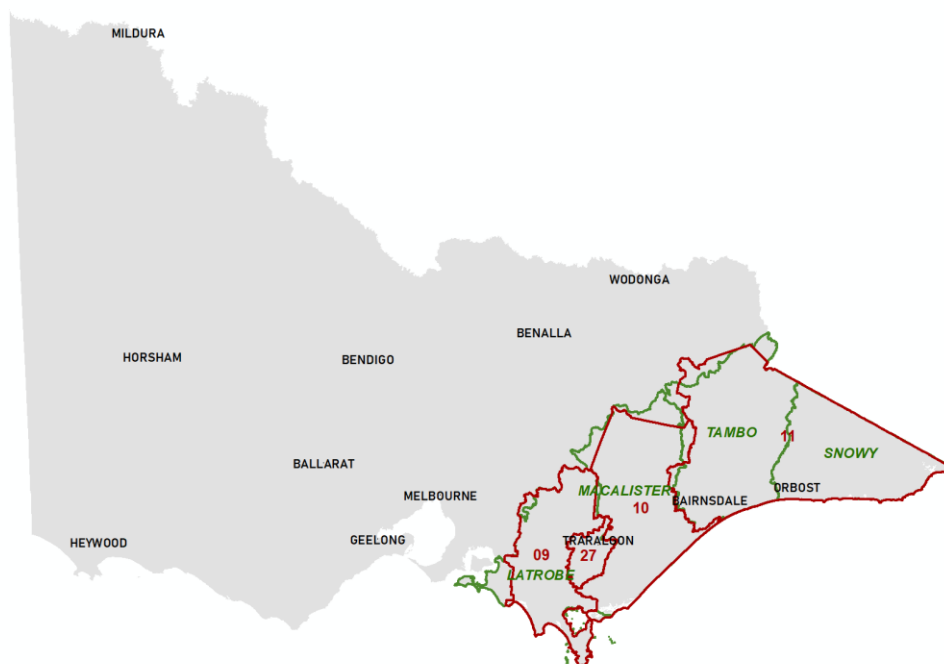 MILDURA
WODONGA
BENALLA
HORSHAM
BENDIGO
TAMBO
11
SNOWY
BALLARAT
MELBOURNE
MACALISTER
ORBOST
BAIRNSDALE
10
HEYWOOD
GEELONG
TRARALGON
09
27
LATROBE